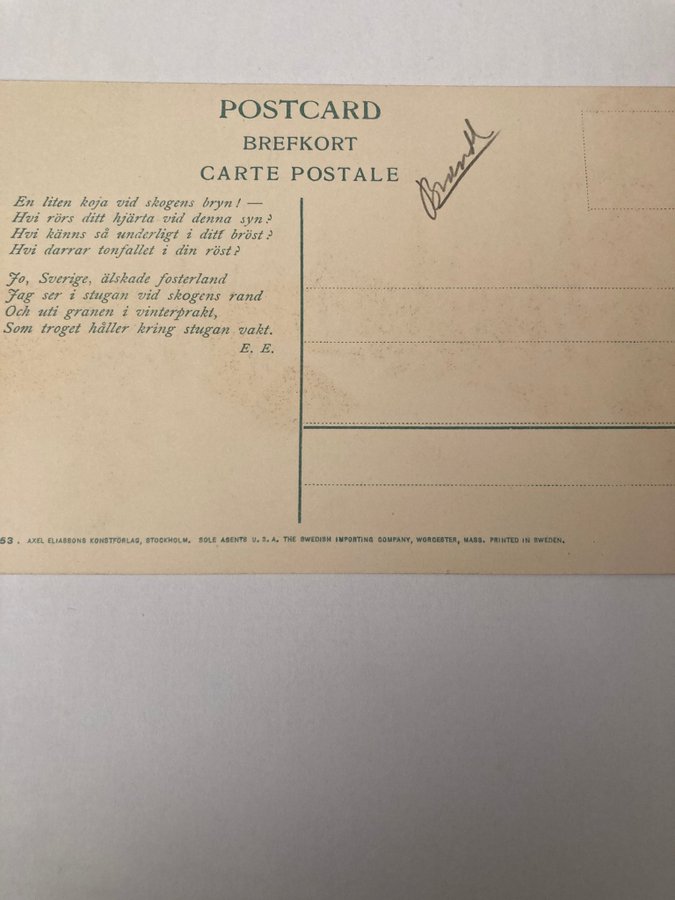 POSTCARD
BREFKORT
CARTE POSTALE
Brandt
En liten koja vid skogens bryn! —
Hvi rörs ditt hjärta vid denna syn?
Hvi känns så underligt i ditt bröst?
Hvi darrar tonfallet i din röst?
Jo, Sverige, älskade fosterland
Jag ser i stugan vid skogens rand
Och uti granen i vinterprakt,
Som troget håller kring stugan vakt.
E. E.
53. AXEL ELIASSONS KONSTFÖRLAG, STOCKHOLM. SOLE AGENTS U. S. A. THE SWEDISH IMPORTING COMPANY, WORCESTER, MASS. PRINTED IN SWEDEN.